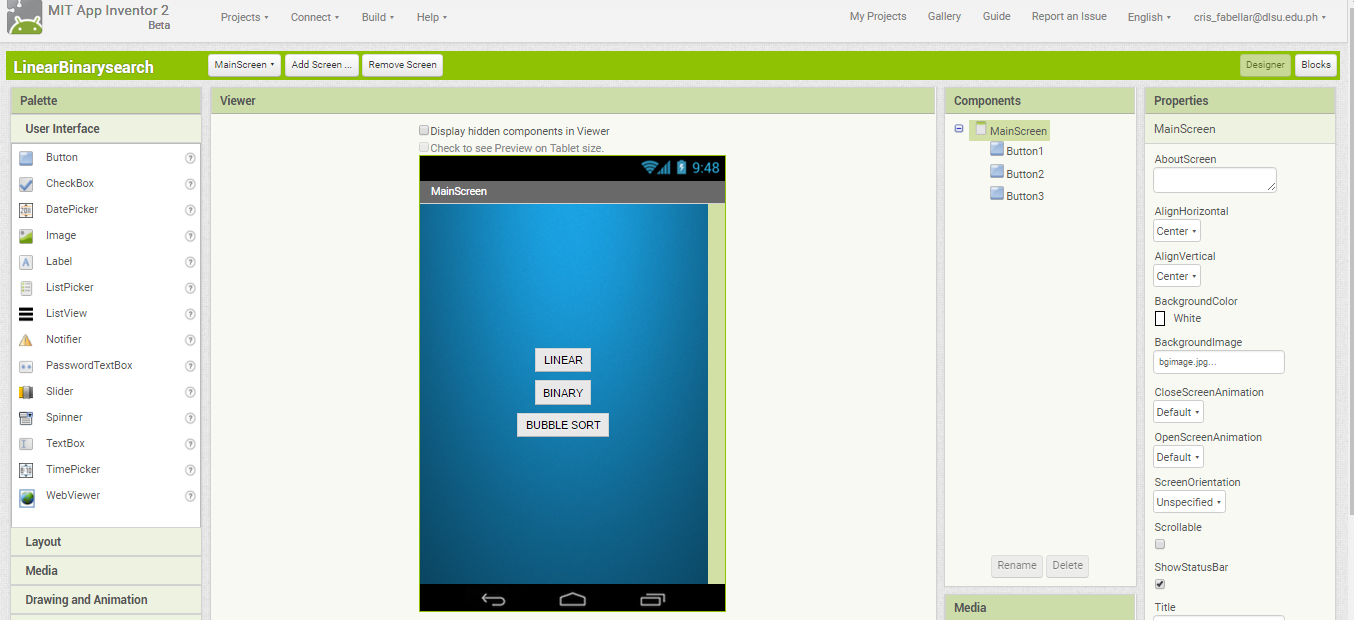 MIT App Inventor 2
Beta
Projects Connect Build Help
My Projects Gallery Guide Report an Issue English cris_fabellar@dlsu.edu.ph
LinearBinarysearch
MainScreen Add Screen ... Remove Screen
Designer Blocks
Palette
User Interface
Button
CheckBox
DatePicker
Image
Label
ListPicker
ListView
Notifier
PasswordTextBox
Slider
Spinner
TextBox
TimePicker
WebViewer
Layout
Media
Drawing and Animation
Viewer
Display hidden components in Viewer
Check to see Preview on Tablet size.
9:48
MainScreen
LINEAR
BINARY
BUBBLE SORT
Components
MainScreen
Button1
Button2
Button3
Rename Delete
Media
Properties
MainScreen
AboutScreen
AlignHorizontal
Center
AlignVertical
Center
BackgroundColor
White
BackgroundImage
bgimage.jpg...
CloseScreenAnimation
Default
OpenScreenAnimation
Default
ScreenOrientation
Unspecified
Scrollable
ShowStatusBar
Title